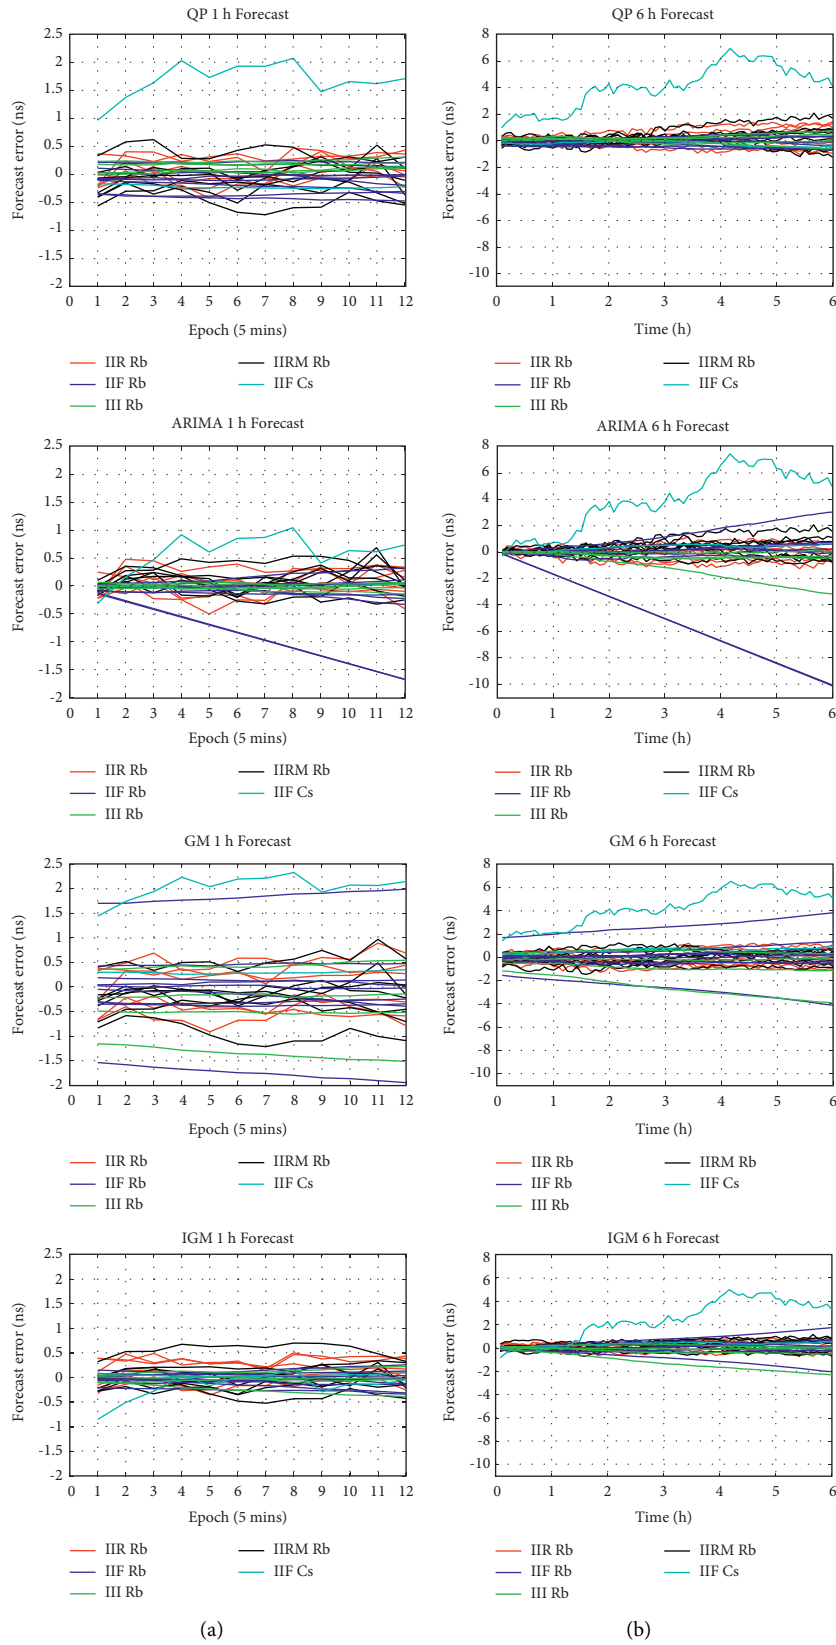 QP 1 h Forecast
2.5
2
1.5
1
0.5
0
-0.5
-1
-1.5
-2
Forecast error (ns)
0 1 2 3 4 5 6 7 8 9 10 11 12
Epoch (5 mins)
IIR Rb IIRM Rb
IIF Rb IIF Cs
III Rb
QP 6 h Forecast
8
6
4
2
0
-2
-4
-6
-8
-10
Forecast error (ns)
0 1 2 3 4 5 6
Time (h)
IIR Rb IIRM Rb
IIF Rb IIF Cs
III Rb
ARIMA 1 h Forecast
2.5
2
1.5
1
0.5
0
-0.5
-1
-1.5
-2
Forecast error (ns)
0 1 2 3 4 5 6 7 8 9 10 11 12
Epoch (5 mins)
IIR Rb IIRM Rb
IIF Rb IIF Cs
III Rb
ARIMA 6 h Forecast
8
6
4
2
0
-2
-4
-6
-8
-10
Forecast error (ns)
0 1 2 3 4 5 6
Time (h)
IIR Rb IIRM Rb
IIF Rb IIF Cs
III Rb
GM 1 h Forecast
2.5
2
1.5
1
0.5
0
-0.5
-1
-1.5
-2
Forecast error (ns)
0 1 2 3 4 5 6 7 8 9 10 11 12
Epoch (5 mins)
IIR Rb IIRM Rb
IIF Rb IIF Cs
III Rb
GM 6 h Forecast
8
6
4
2
0
-2
-4
-6
-8
-10
Forecast error (ns)
0 1 2 3 4 5 6
Time (h)
IIR Rb IIRM Rb
IIF Rb IIF Cs
III Rb
IGM 1 h Forecast
2.5
2
1.5
1
0.5
0
-0.5
-1
-1.5
-2
Forecast error (ns)
0 1 2 3 4 5 6 7 8 9 10 11 12
Epoch (5 mins)
IIR Rb IIRM Rb
IIF Rb IIF Cs
III Rb
(a)
IGM 6 h Forecast
8
6
4
2
0
-2
-4
-6
-8
-10
Forecast error (ns)
0 1 2 3 4 5 6
Time (h)
IIR Rb IIRM Rb
IIF Rb IIF Cs
III Rb
(b)